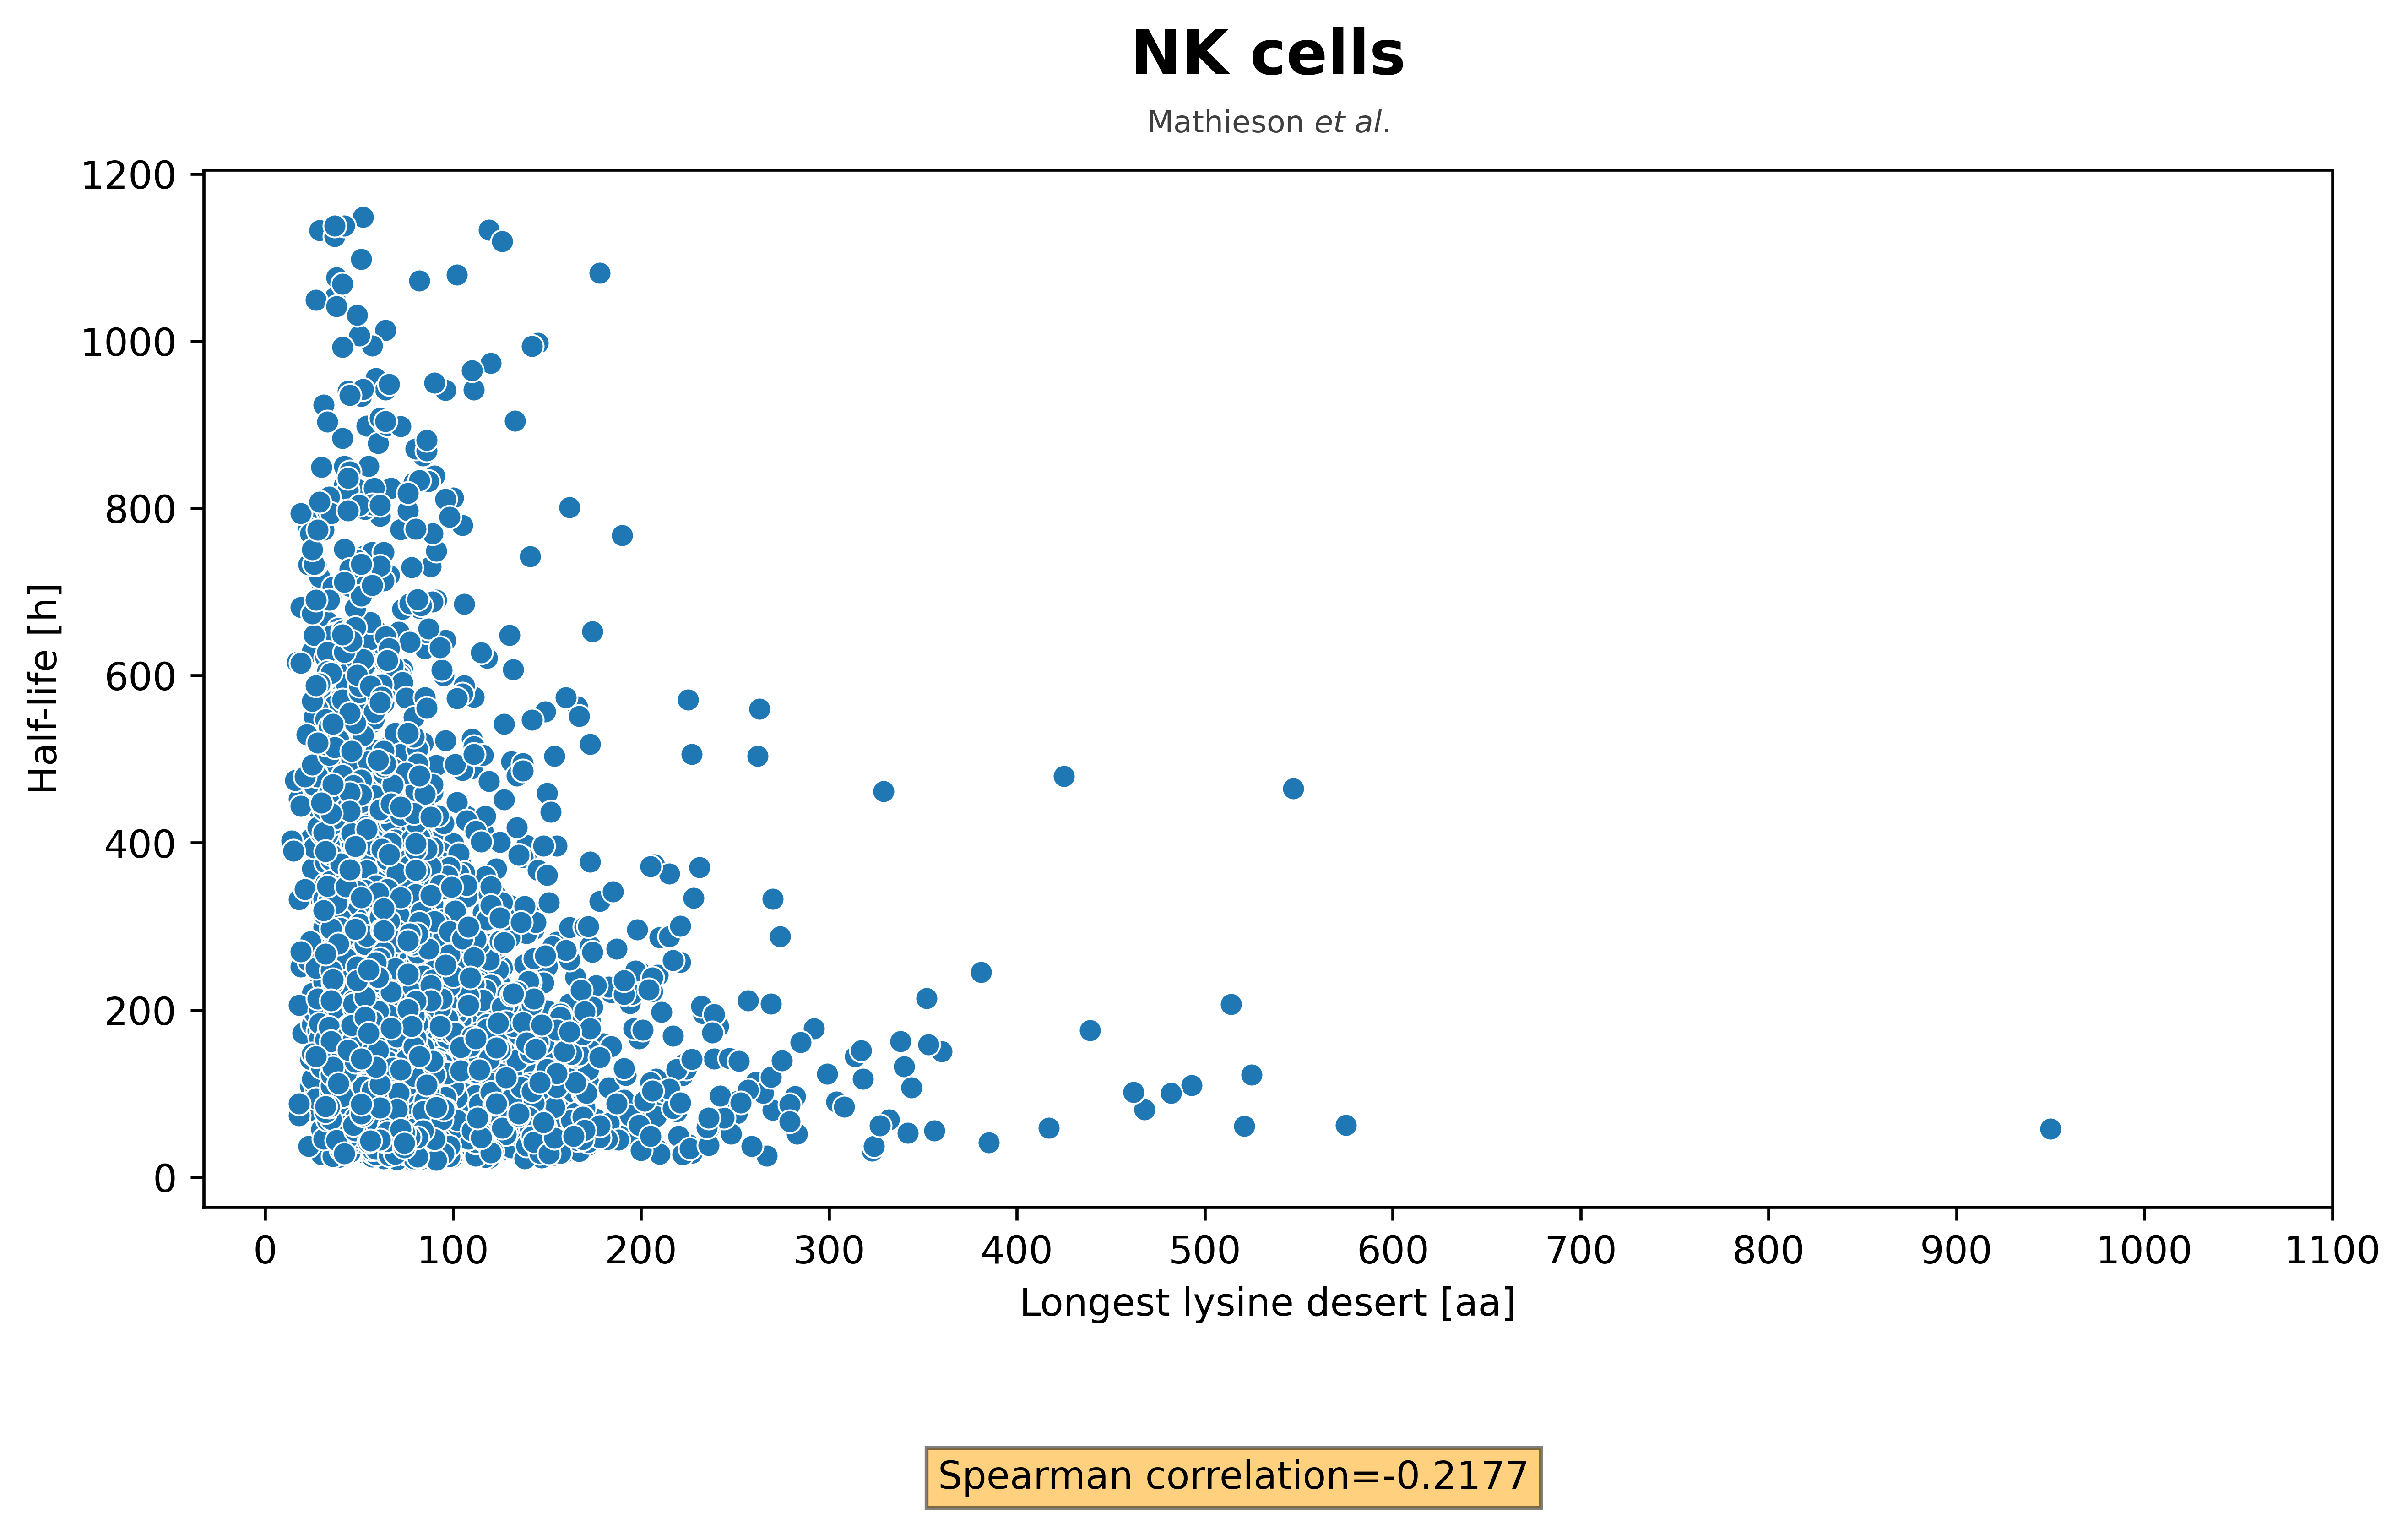 NK cells
Mathieson et al.
1200
1000
800
600
400
200
0
Half-life [h]
0 100 200 300 400 500 600 700 800 900 1000 1100
Longest lysine desert [aa]
Spearman correlation=-0.2177